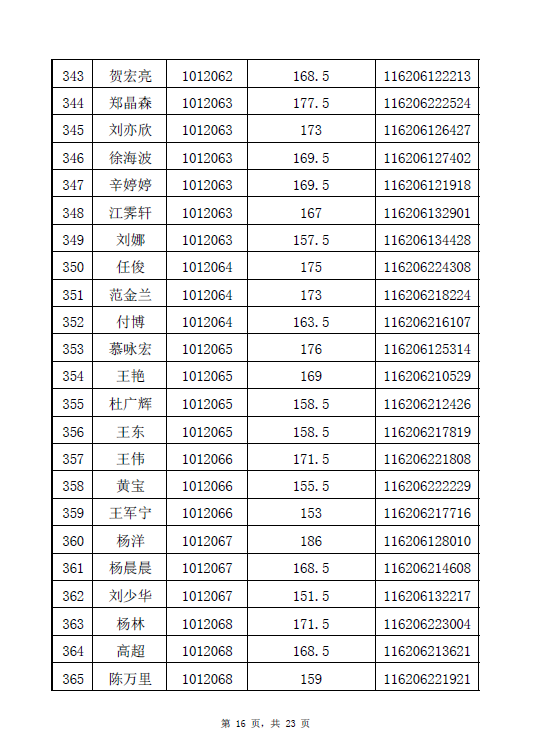 343 贺宏亮 1012062 168.5 116206122213
344 郑晶森 1012063 177.5 116206222524
345 刘亦欣 1012063 173 116206126427
346 徐海波 1012063 169.5 116206127402
347 辛婷婷 1012063 169.5 116206121918
348 江霁轩 1012063 167 116206132901
349 刘娜 1012063 157.5 116206134428
350 任俊 1012064 175 116206224308
351 范金兰 1012064 173 116206218224
352 付博 1012064 163.5 116206216107
353 慕咏宏 1012065 176 116206125314
354 王艳 1012065 169 116206210529
355 杜广辉 1012065 158.5 116206212426
356 王东 1012065 158.5 116206217819
357 王伟 1012066 171.5 116206221808
358 黄宝 1012066 155.5 116206222229
359 王军宁 1012066 153 116206217716
360 杨洋 1012067 186 116206128010
361 杨晨晨 1012067 168.5 116206214608
362 刘少华 1012067 151.5 116206132217
363 杨林 1012068 171.5 116206223004
364 高超 1012068 168.5 116206213621
365 陈万里 1012068 159 116206221921
第 16 页，共 23 页